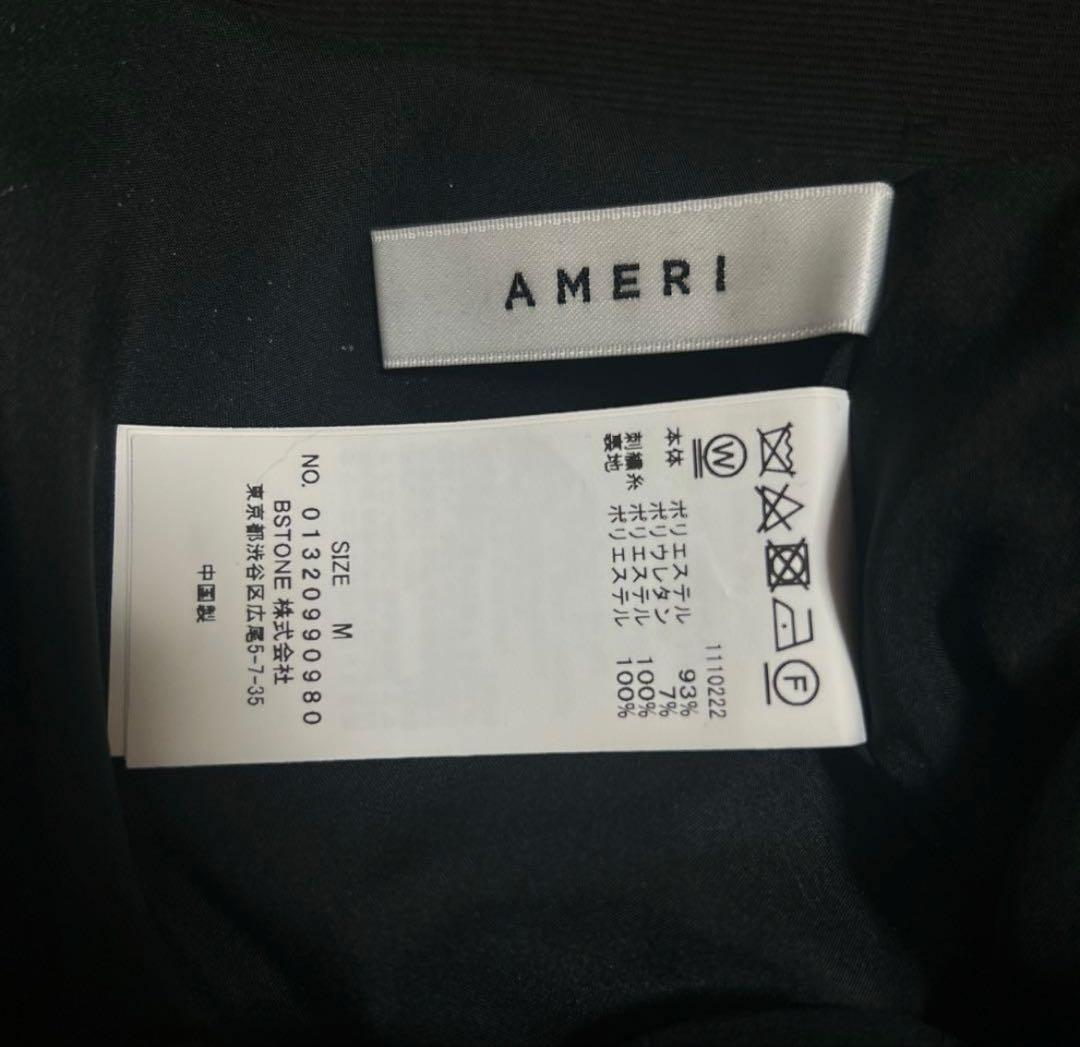 AMERI
W
F
1110222
本体 ポリエステル 93%
ポリウレタン 7%
刺繍糸 ポリエステル 100%
裏地 ポリエステル 100%
SIZE M
NO. 0132099098０
BSTONE 株式会社
東京都渋谷区広尾5-7-35
中国製